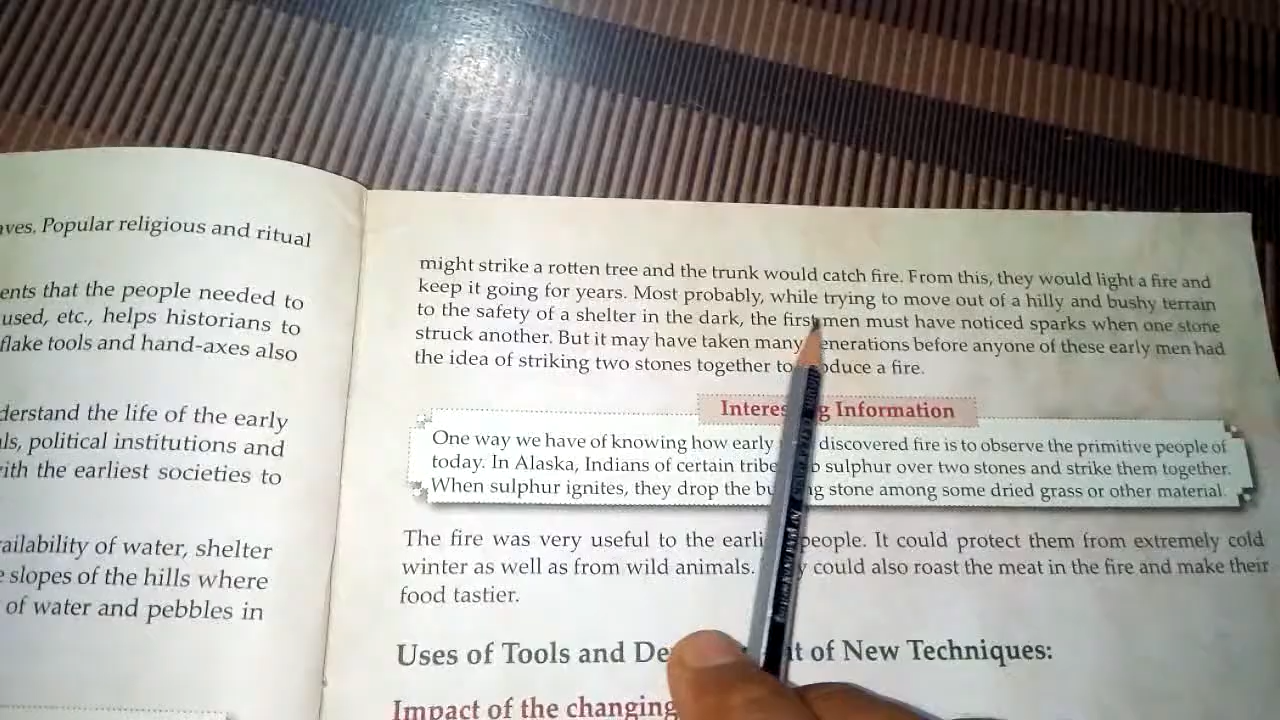 aves. Popular religious and ritual
ents that the people needed to
used, etc., helps historians to
flake tools and hand-axes also
derstand the life of the early
als, political institutions and
with the earliest societies to
ailability of water, shelter
e slopes of the hills where
of water and pebbles in
might strike a rotten tree and the trunk would catch fire. From this, they would light a fire and
keep it going for years. Most probably, while trying to move out of a hilly and bushy terrain
to the safety of a shelter in the dark, the first men must have noticed sparks when one stone
struck another. But it may have taken many enerations before anyone of these early men had
the idea of striking two stones together to oduce a fire.
Interes g Information
One way we have of knowing how early discovered fire is to observe the primitive people of
today. In Alaska, Indians of certain tribe b sulphur over two stones and strike them together.
When sulphur ignites, they drop the bu g stone among some dried grass or other material.
The fire was very useful to the earli people. It could protect them from extremely cold
winter as well as from wild animals. y could also roast the meat in the fire and make their
food tastier.
Uses of Tools and De t of New Techniques:
Impact of the changing